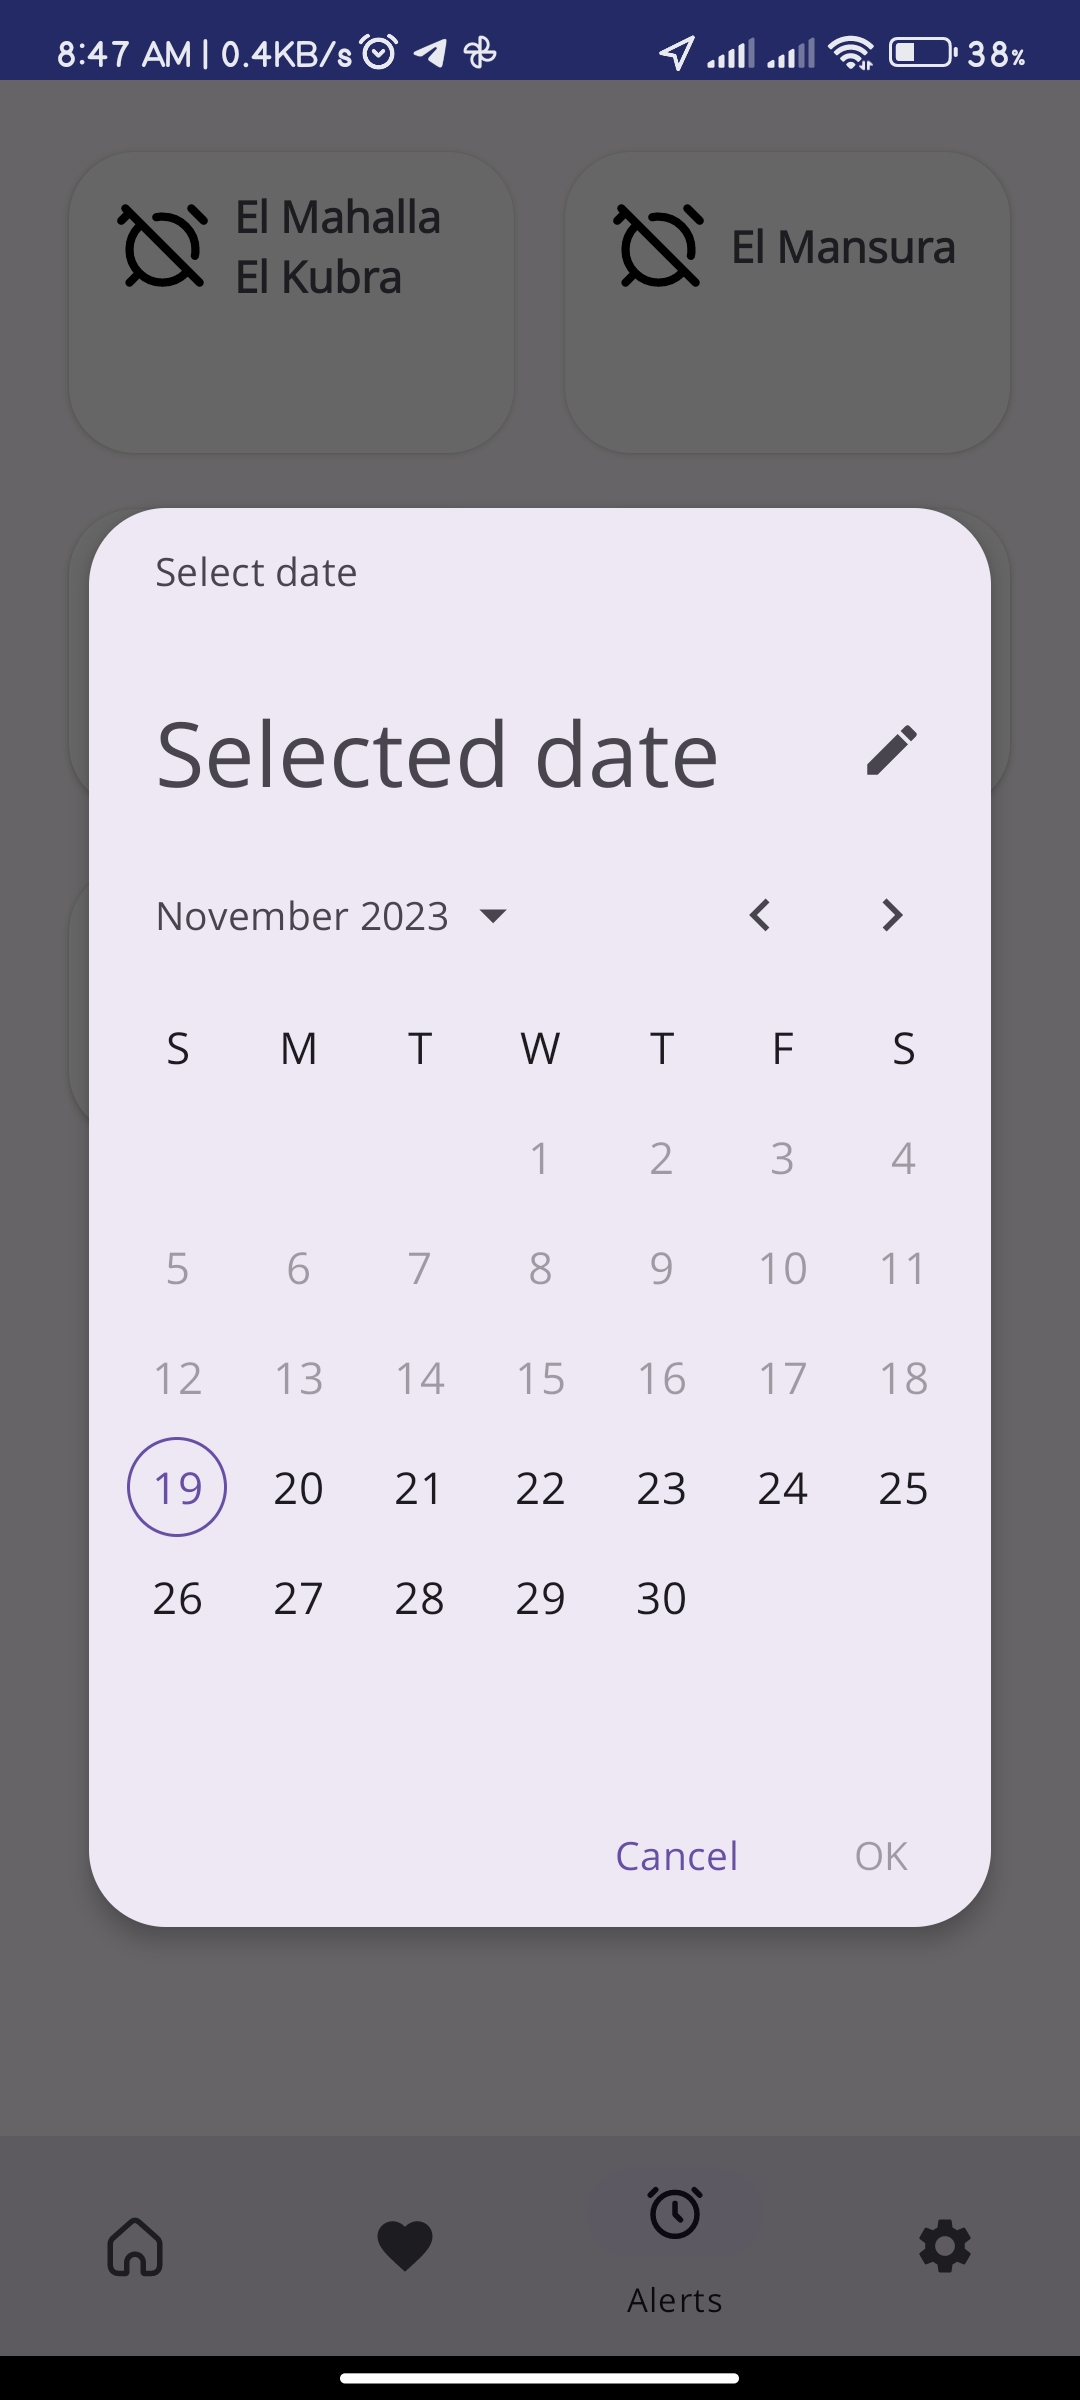 8:47 AM | 0.4KB/s 38%
El Mahalla
El Kubra
El Mansura
Select date
Selected date
November 2023
S M T W T F S
1 2 3 4
5 6 7 8 9 10 11
12 13 14 15 16 17 18
19 20 21 22 23 24 25
26 27 28 29 30
Cancel OK
Alerts